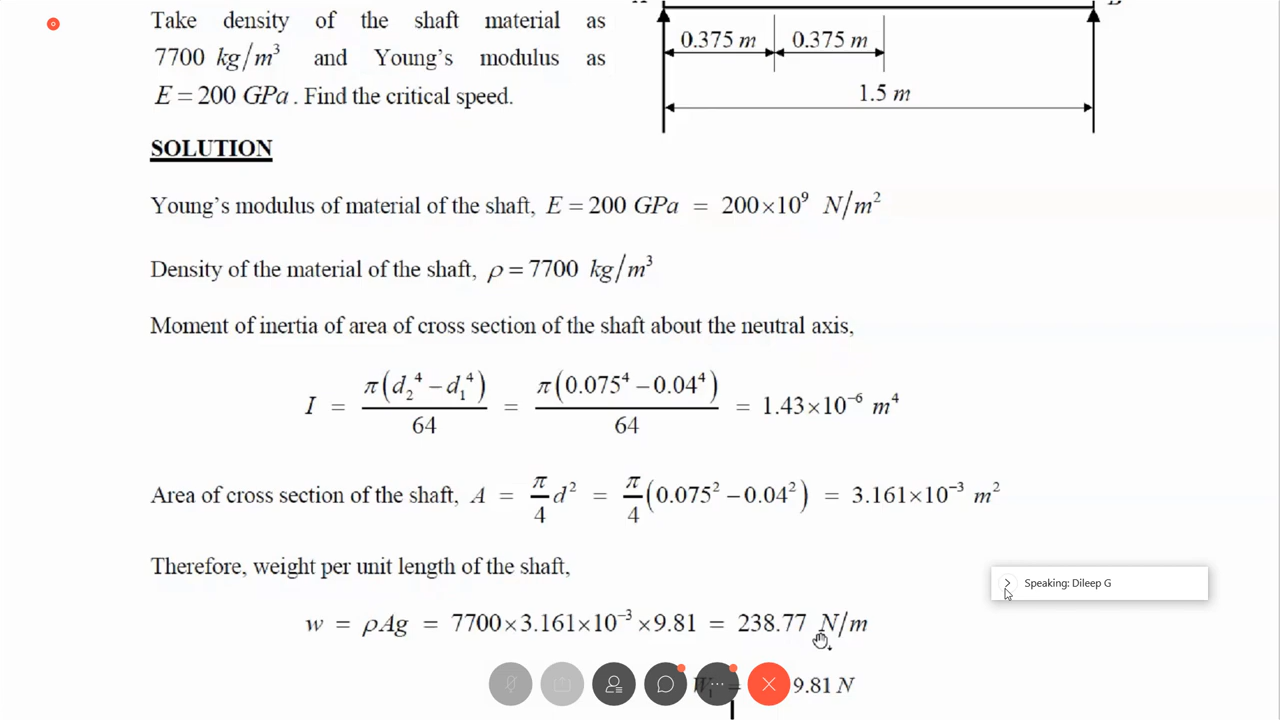 Take density of the shaft material as
7700 kg/m³ and Young's modulus as
E = 200 GPa. Find the critical speed.
0.375 m 0.375 m
1.5 m
SOLUTION
Young's modulus of material of the shaft, E = 200 GPa = 200×10⁹ N/m²
Density of the material of the shaft, ρ = 7700 kg/m³
Moment of inertia of area of cross section of the shaft about the neutral axis,
I = π(d₂⁴ − d₁⁴)/64 = π(0.075⁴ − 0.04⁴)/64 = 1.43×10⁻⁶ m⁴
Area of cross section of the shaft, A = π/4 d² = π/4 (0.075² − 0.04²) = 3.161×10⁻³ m²
Therefore, weight per unit length of the shaft,
Speaking: Dileep G
w = ρAg = 7700×3.161×10⁻³×9.81 = 238.77 N/m
9.81 N